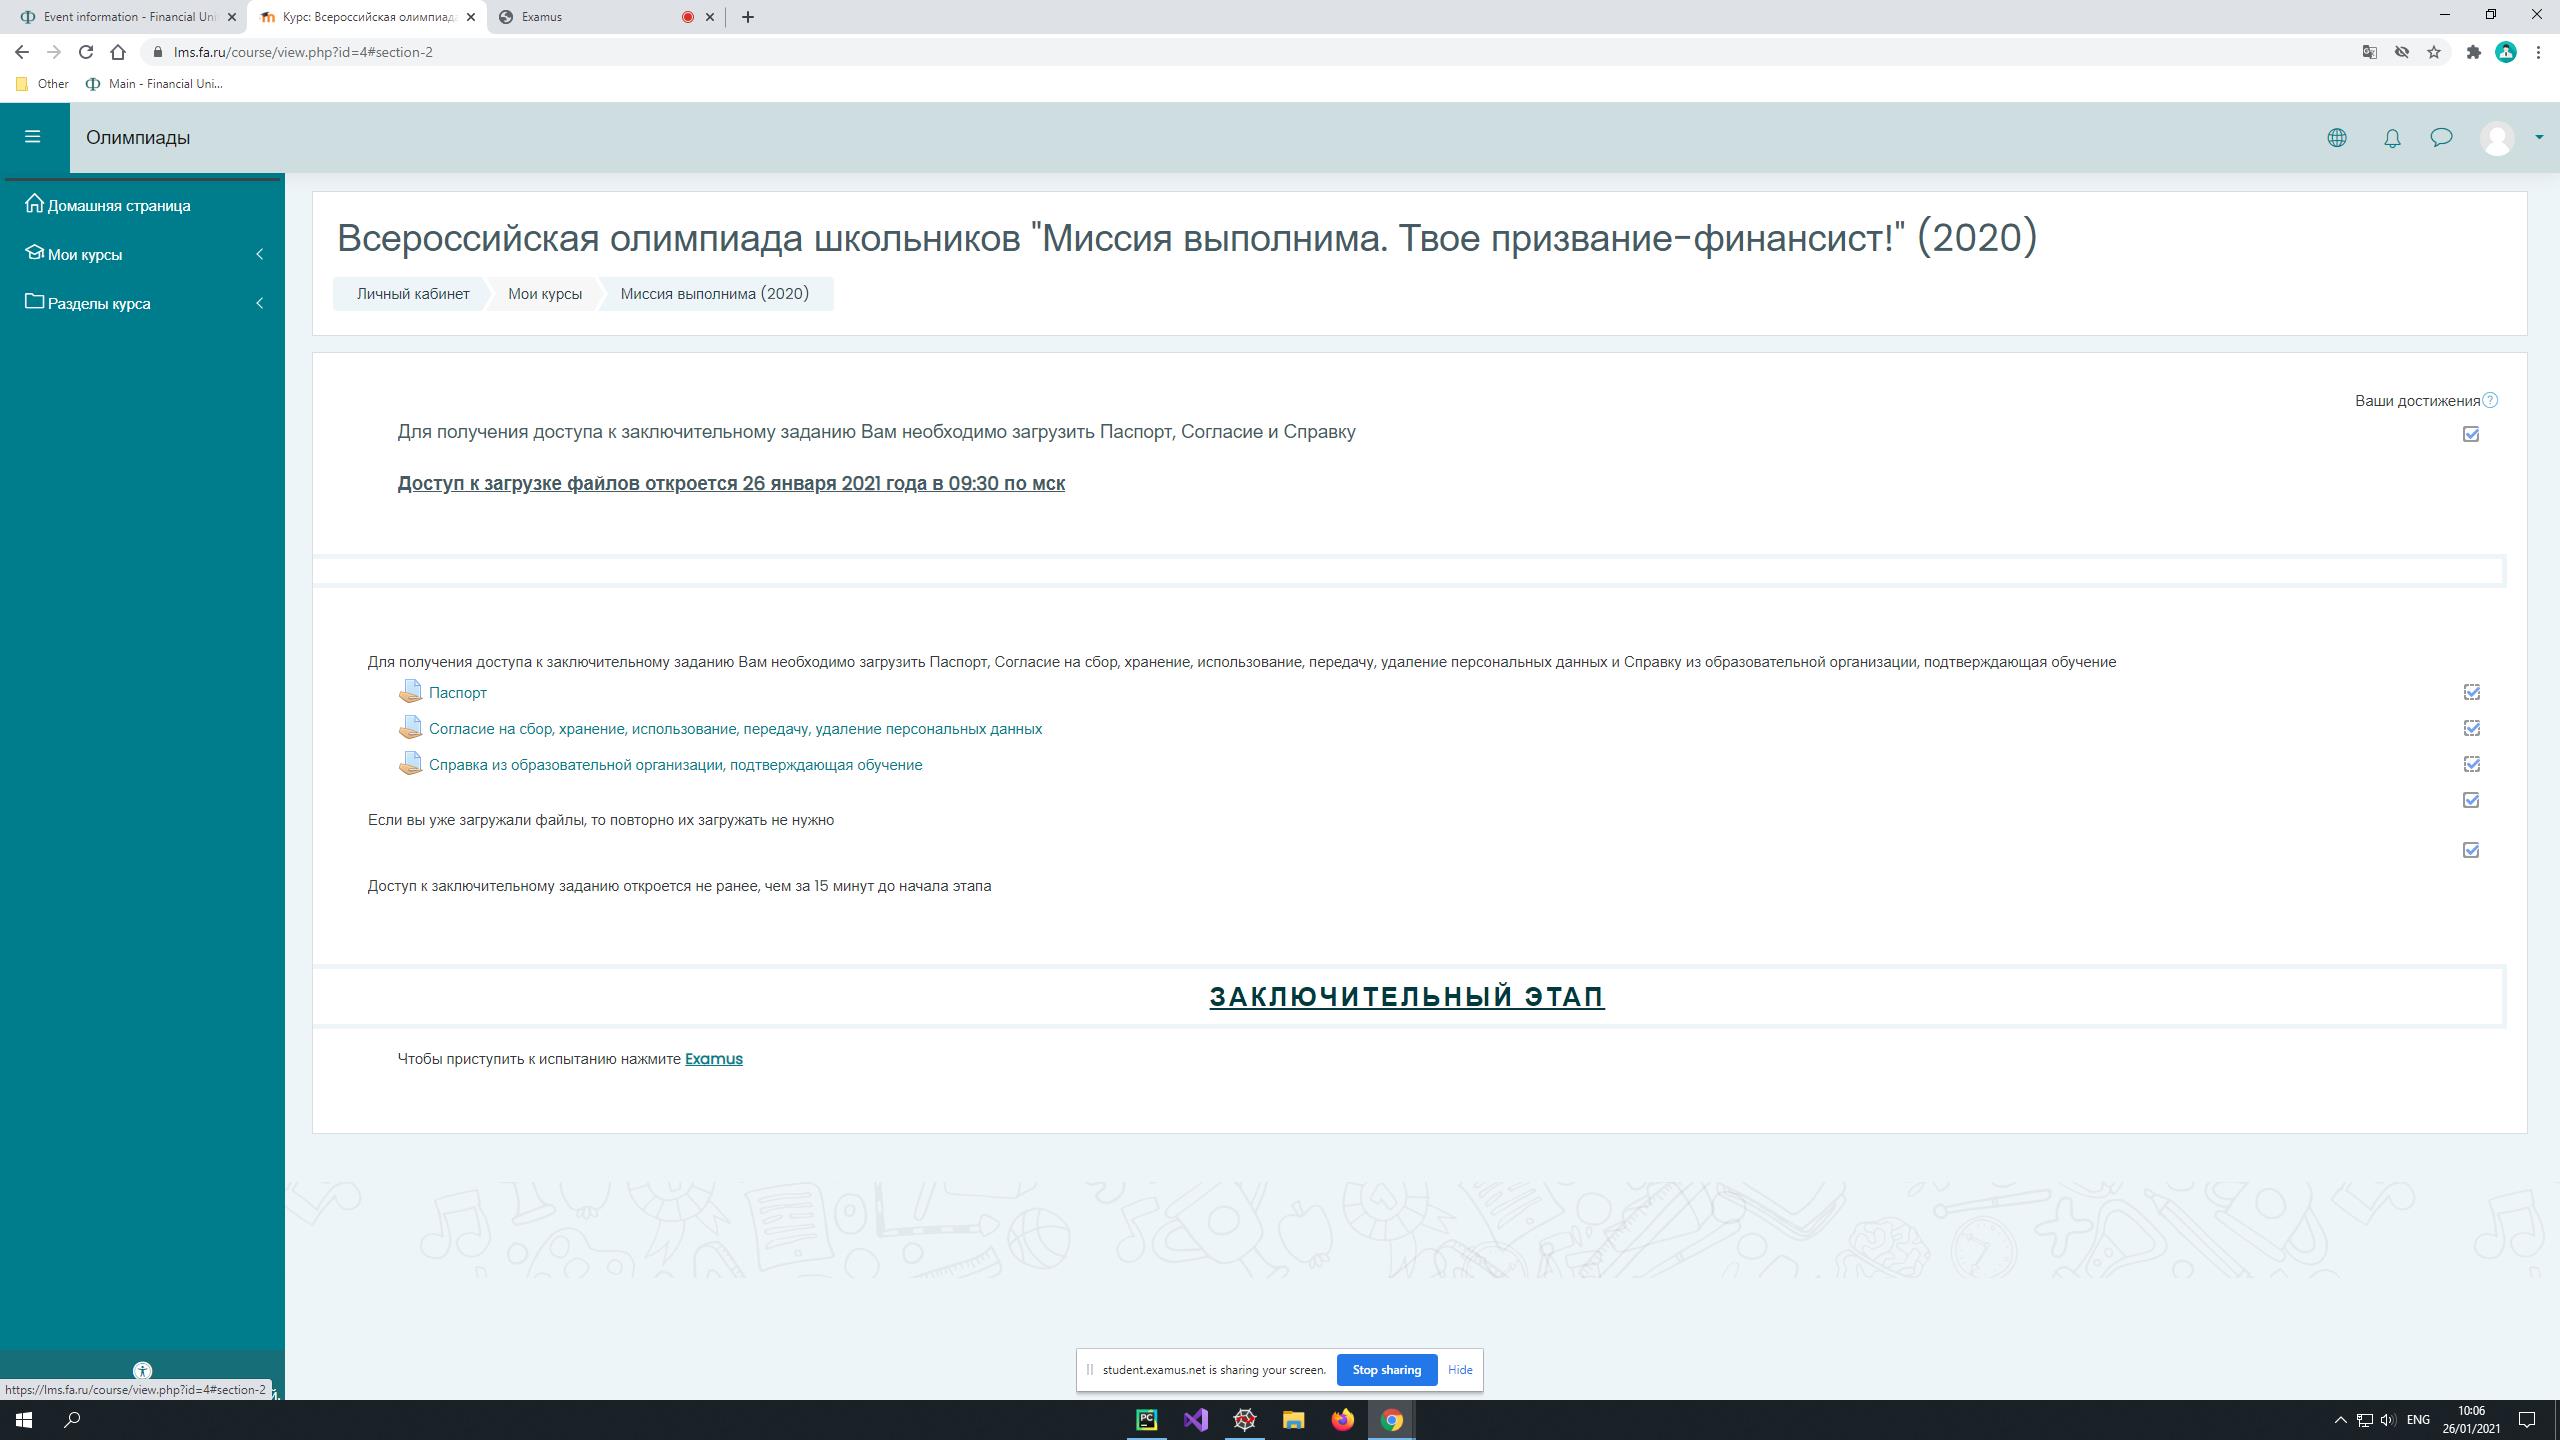 Event information - Financial Uni
Курс: Всероссийская олимпиада
Examus
lms.fa.ru/course/view.php?id=4#section-2
Other
Main - Financial Uni...
Олимпиады
Домашняя страница
Мои курсы
Разделы курса
Всероссийская олимпиада школьников "Миссия выполнима. Твое призвание-финансист!" (2020)
Личный кабинет
Мои курсы
Миссия выполнима (2020)
Ваши достижения
Для получения доступа к заключительному заданию Вам необходимо загрузить Паспорт, Согласие и Справку
Доступ к загрузке файлов откроется 26 января 2021 года в 09:30 по мск
Для получения доступа к заключительному заданию Вам необходимо загрузить Паспорт, Согласие на сбор, хранение, использование, передачу, удаление персональных данных и Справку из образовательной организации, подтверждающая обучение
Паспорт
Согласие на сбор, хранение, использование, передачу, удаление персональных данных
Справка из образовательной организации, подтверждающая обучение
Если вы уже загружали файлы, то повторно их загружать не нужно
Доступ к заключительному заданию откроется не ранее, чем за 15 минут до начала этапа
ЗАКЛЮЧИТЕЛЬНЫЙ ЭТАП
Чтобы приступить к испытанию нажмите Examus
student.examus.net is sharing your screen.
Stop sharing
Hide
https://lms.fa.ru/course/view.php?id=4#section-2
ENG
10:06
26/01/2021